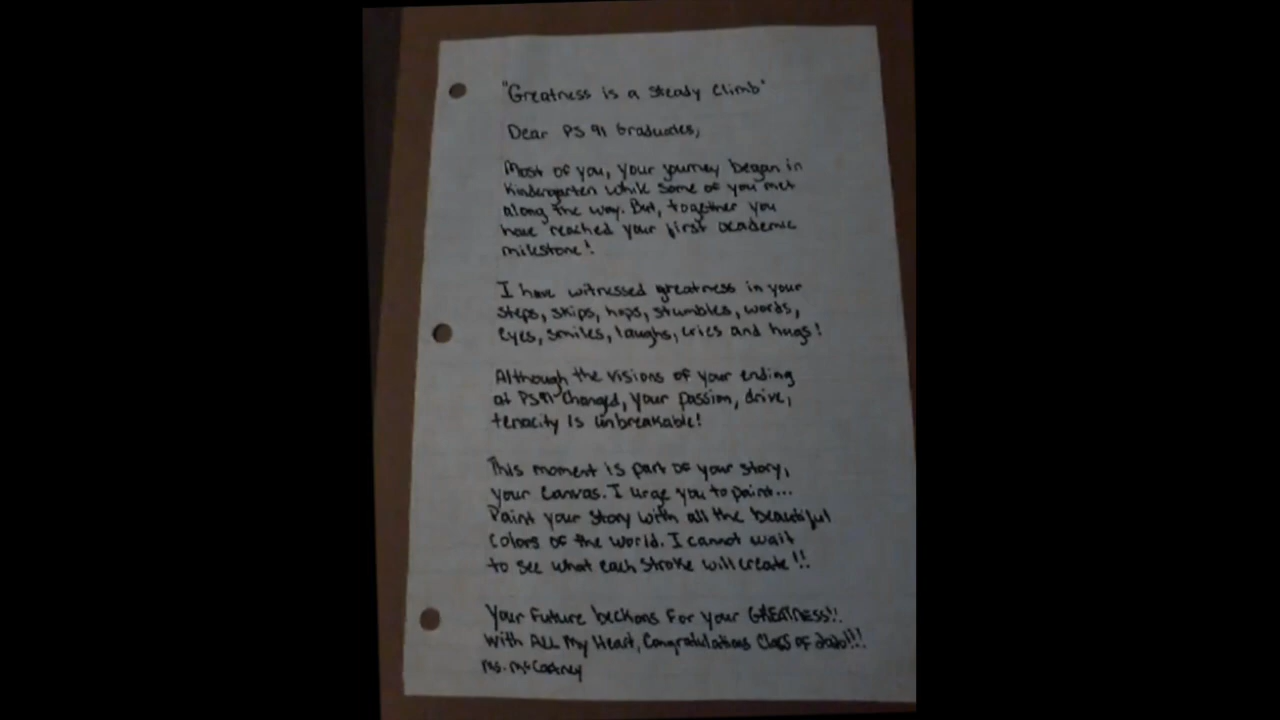 "Greatness is a steady climb"
Dear PS 91 Graduates,
Most of you, your journey began in
Kindergarten while some of you met
along the way. But, together you
have reached your first academic
milestone!
I have witnessed greatness in your
steps, skips, hops, stumbles, words,
eyes, smiles, laughs, cries and hugs!
Although the visions of your ending
at PS 91 changed, your passion, drive,
tenacity is unbreakable!
This moment is part of your story,
your canvas. I urge you to paint...
Paint your story with all the beautiful
colors of the world. I cannot wait
to see what each stroke will create!!
Your future beckons for your GREATNESS!!
With ALL My Heart, Congratulations Class of 2020!!!
Ms. McCartney